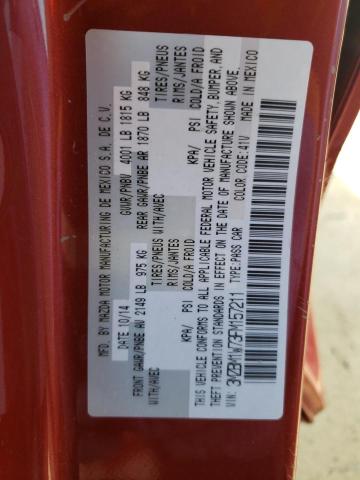 MFD. BY MAZDA MOTOR MANUFACTURING DE MEXICO S.A. DE C.V.
DATE: 10/14 GVWR/PNBV 4001 LB 1815 KG
FRONT GAWR/PNBE AV 2149 LB 975 KG REAR GAWR/PNBE AR 1870 LB 848 KG
WITH/AVEC TIRES/PNEUS WITH/AVEC TIRES/PNEUS
RIMS/JANTES RIMS/JANTES
KPA/ PSI COLD/A FROID KPA/ PSI COLD/A FROID
THIS VEHICLE CONFORMS TO ALL APPLICABLE FEDERAL MOTOR VEHICLE SAFETY, BUMPER, AND
THEFT PREVENTION STANDARDS IN EFFECT ON THE DATE OF MANUFACTURE SHOWN ABOVE.
VIN: 3MZBM1W73FM157211 TYPE:PASS CAR MADE IN MEXICO
COLOR CODE:41V